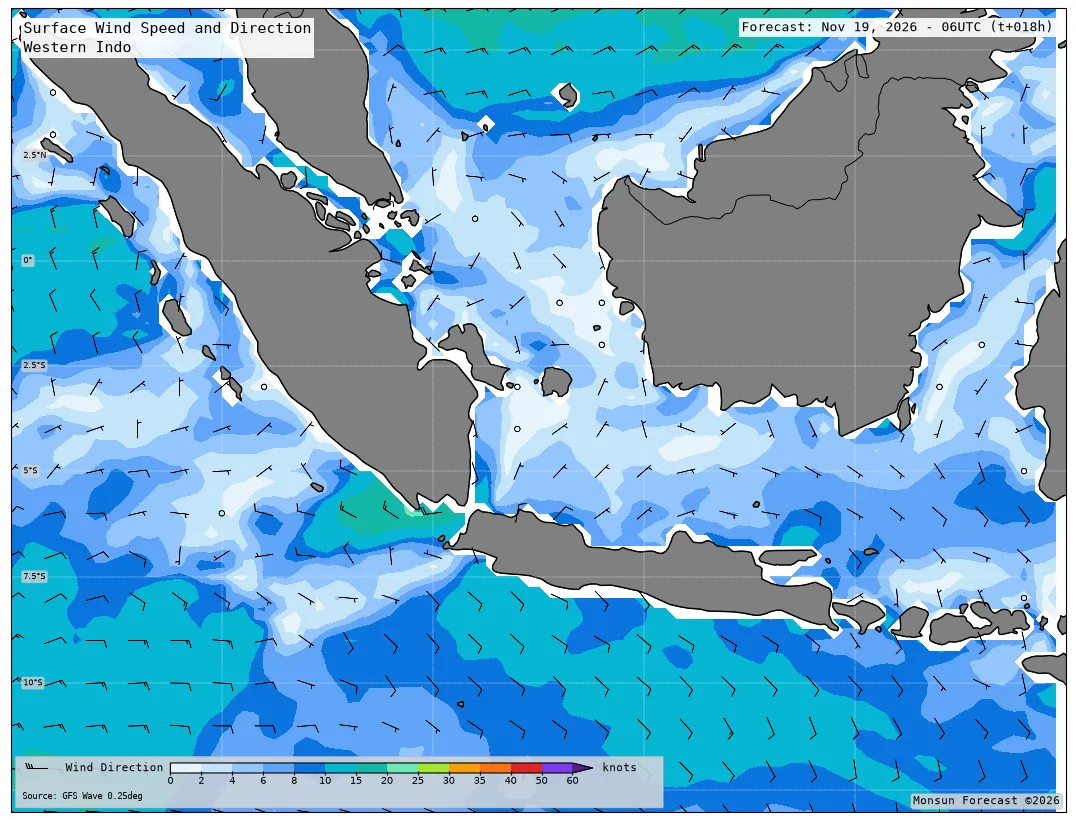 Surface Wind Speed and Direction
Western Indo
Forecast: Nov 19, 2026 - 06UTC (t+018h)
2.5°N
0°
2.5°S
5°S
7.5°S
10°S
Wind Direction
0 2 4 6 8 10 15 20 25 30 40 50 60 knots
Source: GFS Wave 0.25deg
Monsun Forecast ©2026